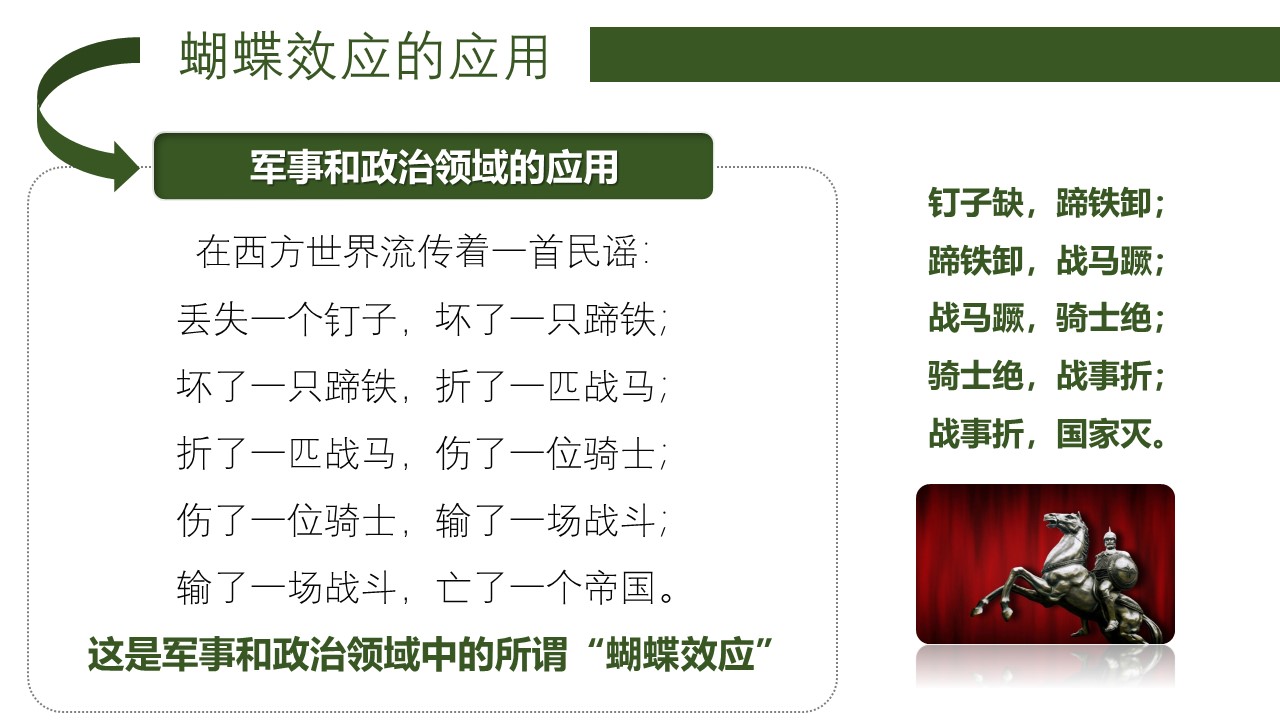 蝴蝶效应的应用
军事和政治领域的应用
在西方世界流传着一首民谣：
丢失一个钉子，坏了一只蹄铁；
坏了一只蹄铁，折了一匹战马；
折了一匹战马，伤了一位骑士；
伤了一位骑士，输了一场战斗；
输了一场战斗，亡了一个帝国。
这是军事和政治领域中的所谓“蝴蝶效应”
钉子缺，蹄铁卸；
蹄铁卸，战马蹶；
战马蹶，骑士绝；
骑士绝，战事折；
战事折，国家灭。